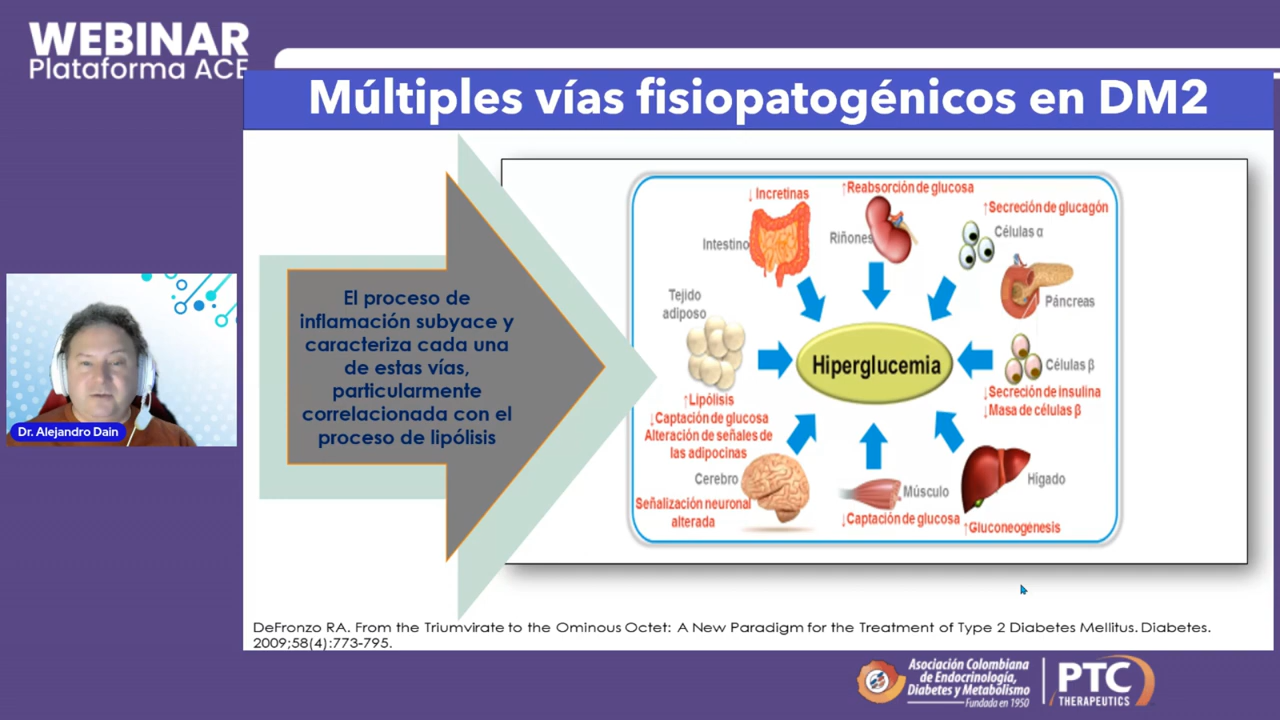 WEBINAR
Plataforma ACE
Múltiples vías fisiopatogénicos en DM2
El proceso de
inflamación subyace y
caracteriza cada una
de estas vías,
particularmente
correlacionada con el
proceso de lipólisis
↓Incretinas
Intestino
↑Reabsorción de glucosa
Riñones
↑Secreción de glucagón
Células α
Páncreas
Células β
↓Secreción de insulina
↓Masa de células β
Tejido
adiposo
↑Lipólisis
↓Captación de glucosa
Alteración de señales de
las adipocinas
Hiperglucemia
Cerebro
Señalización neuronal
alterada
Músculo
↓Captación de glucosa
Hígado
↑Gluconeogénesis
Dr. Alejandro Dain
DeFronzo RA. From the Triumvirate to the Ominous Octet: A New Paradigm for the Treatment of Type 2 Diabetes Mellitus. Diabetes.
2009;58(4):773-795.
Asociación Colombiana
de Endocrinología,
Diabetes y Metabolismo
Fundada en 1950
PTC
THERAPEUTICS